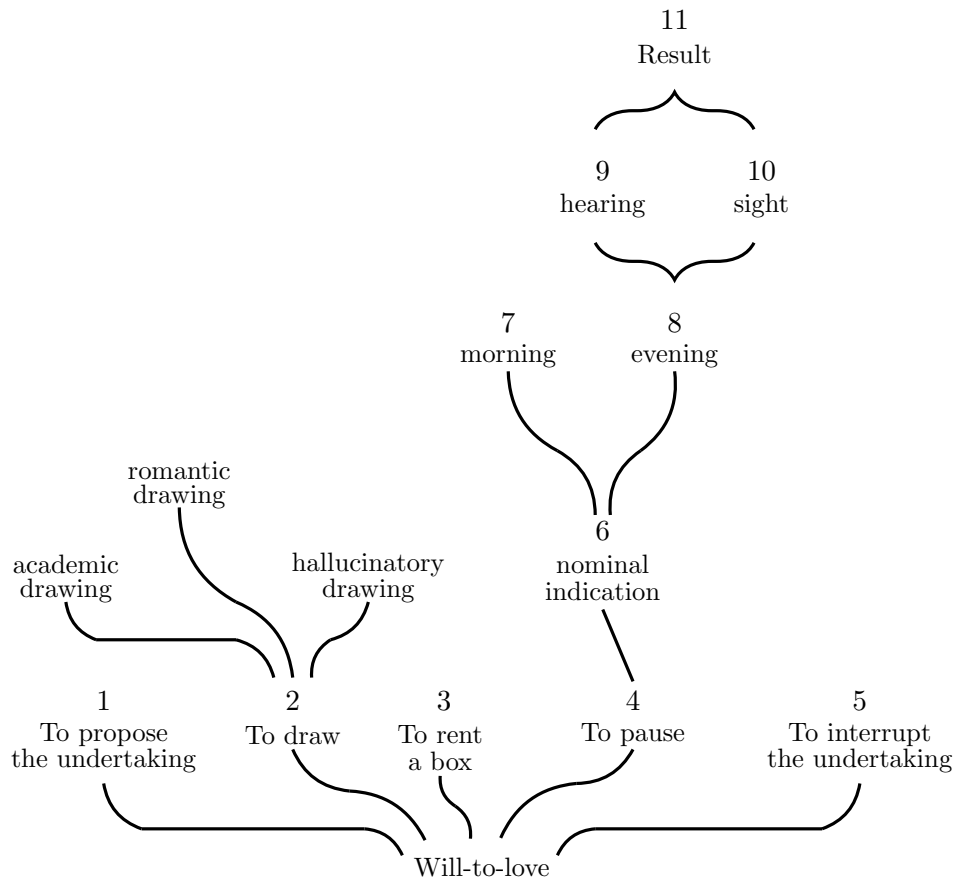 11
Result
9
10
hearing
sight
7
8
morning
evening
romantic
drawing
6
academic
drawing
hallucinatory
drawing
nominal
indication
1
2
3
4
5
To propose
the undertaking
To draw
To rent
a box
To pause
To interrupt
the undertaking
Will-to-love